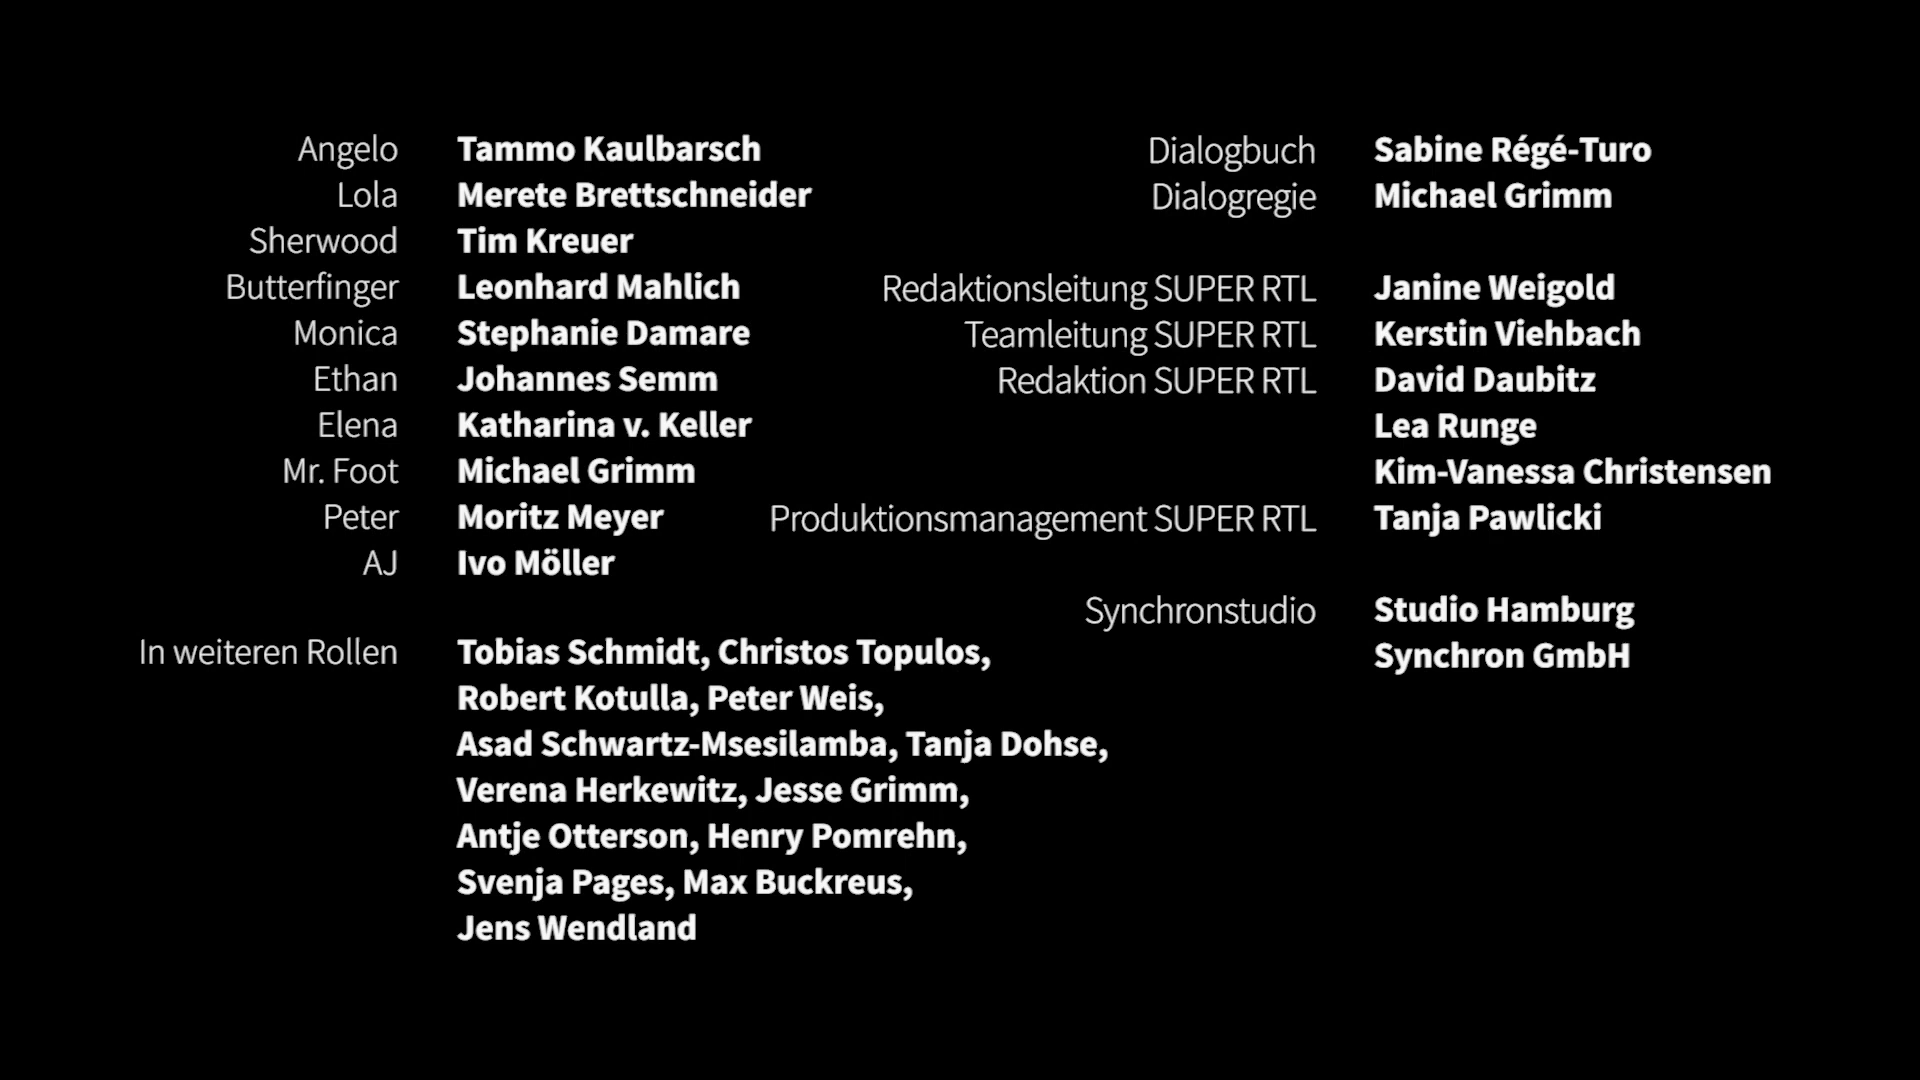 Angelo Tammo Kaulbarsch
Lola Merete Brettschneider
Sherwood Tim Kreuer
Butterfinger Leonhard Mahlich
Monica Stephanie Damare
Ethan Johannes Semm
Elena Katharina v. Keller
Mr. Foot Michael Grimm
Peter Moritz Meyer
AJ Ivo Möller
In weiteren Rollen Tobias Schmidt, Christos Topulos,
Robert Kotulla, Peter Weis,
Asad Schwartz-Msesilamba, Tanja Dohse,
Verena Herkewitz, Jesse Grimm,
Antje Otterson, Henry Pomrehn,
Svenja Pages, Max Buckreus,
Jens Wendland
Dialogbuch Sabine Régé-Turo
Dialogregie Michael Grimm
Redaktionsleitung SUPER RTL Janine Weigold
Teamleitung SUPER RTL Kerstin Viehbach
Redaktion SUPER RTL David Daubitz
Lea Runge
Kim-Vanessa Christensen
Produktionsmanagement SUPER RTL Tanja Pawlicki
Synchronstudio Studio Hamburg
Synchron GmbH